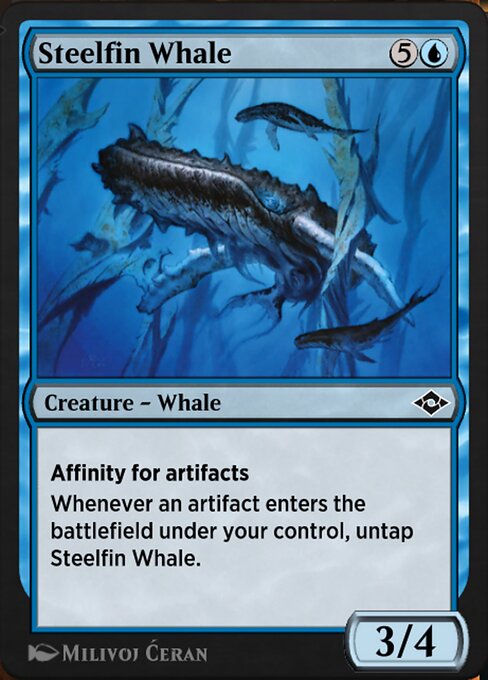 Steelfin Whale 5
Creature – Whale
Affinity for artifacts
Whenever an artifact enters the
battlefield under your control, untap
Steelfin Whale.
3/4
Milivoj Ćeran